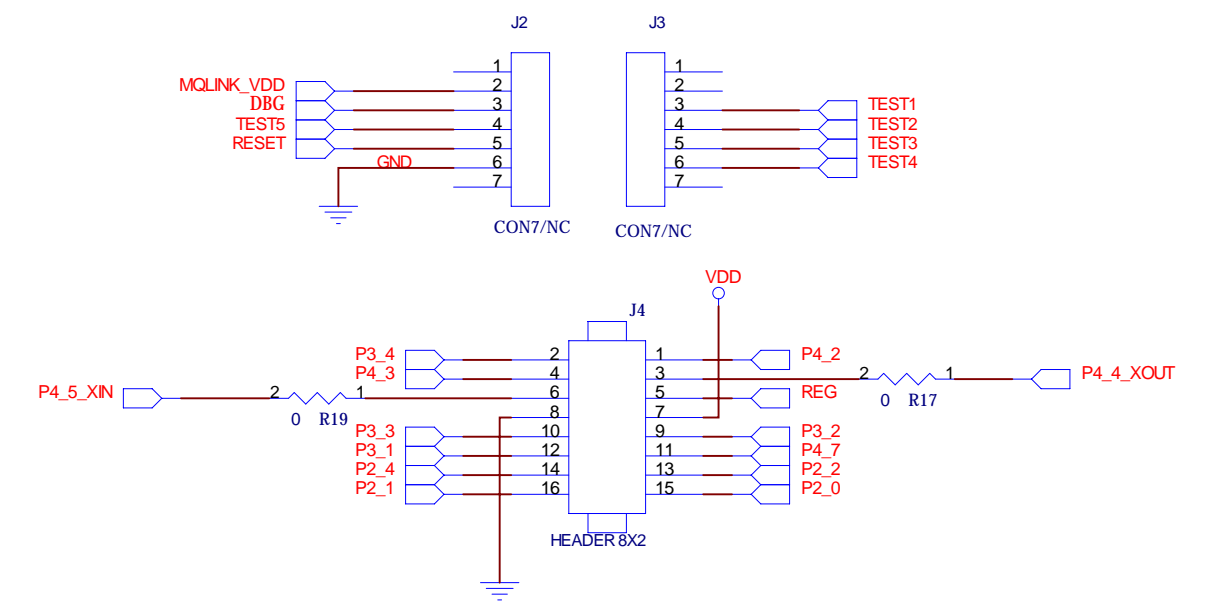 J2 J3
1 1
MQLINK_VDD 2 2
DBG 3 3 TEST1
TEST5 4 4 TEST2
RESET 5 5 TEST3
GND 6 6 TEST4
7 7
CON7/NC CON7/NC
VDD
J4
P3_4 2 1 P4_2
P4_3 4 3 2 1 P4_4_XOUT
P4_5_XIN 2 1 6 5 REG
0 R19 8 7 0 R17
P3_3 10 9 P3_2
P3_1 12 11 P4_7
P2_4 14 13 P2_2
P2_1 16 15 P2_0
HEADER 8X2